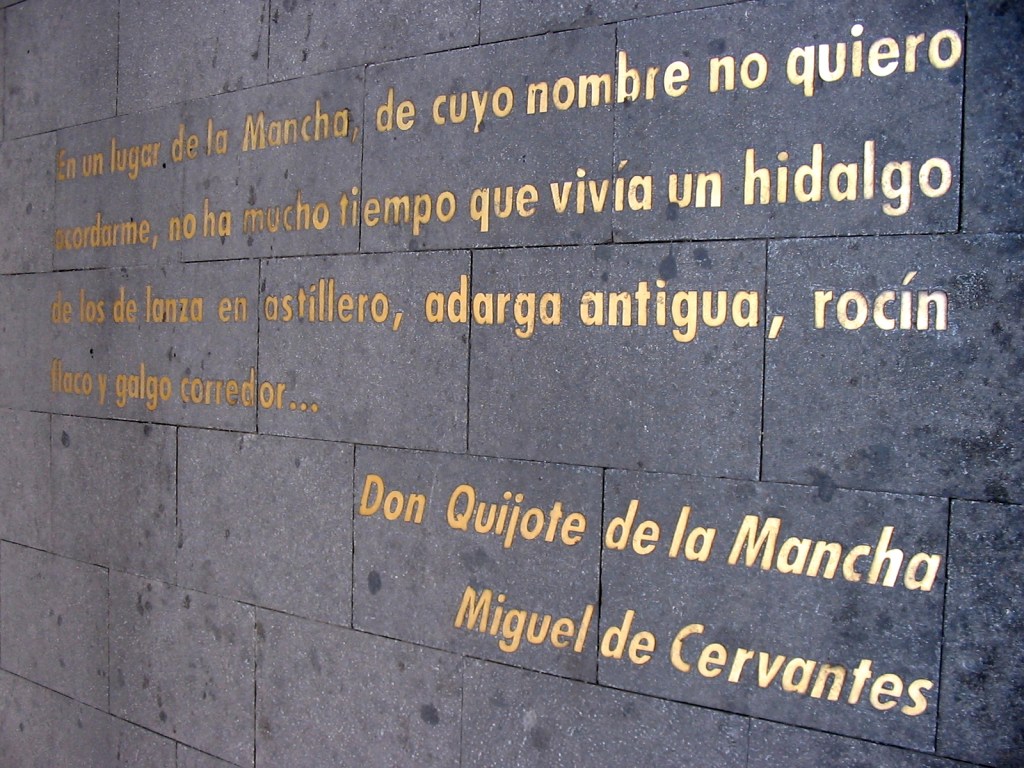 En un lugar de la Mancha, de cuyo nombre no quiero
acordarme, no ha mucho tiempo que vivía un hidalgo
de los de lanza en astillero, adarga antigua, rocín
flaco y galgo corredor...
Don Quijote de la Mancha
Miguel de Cervantes